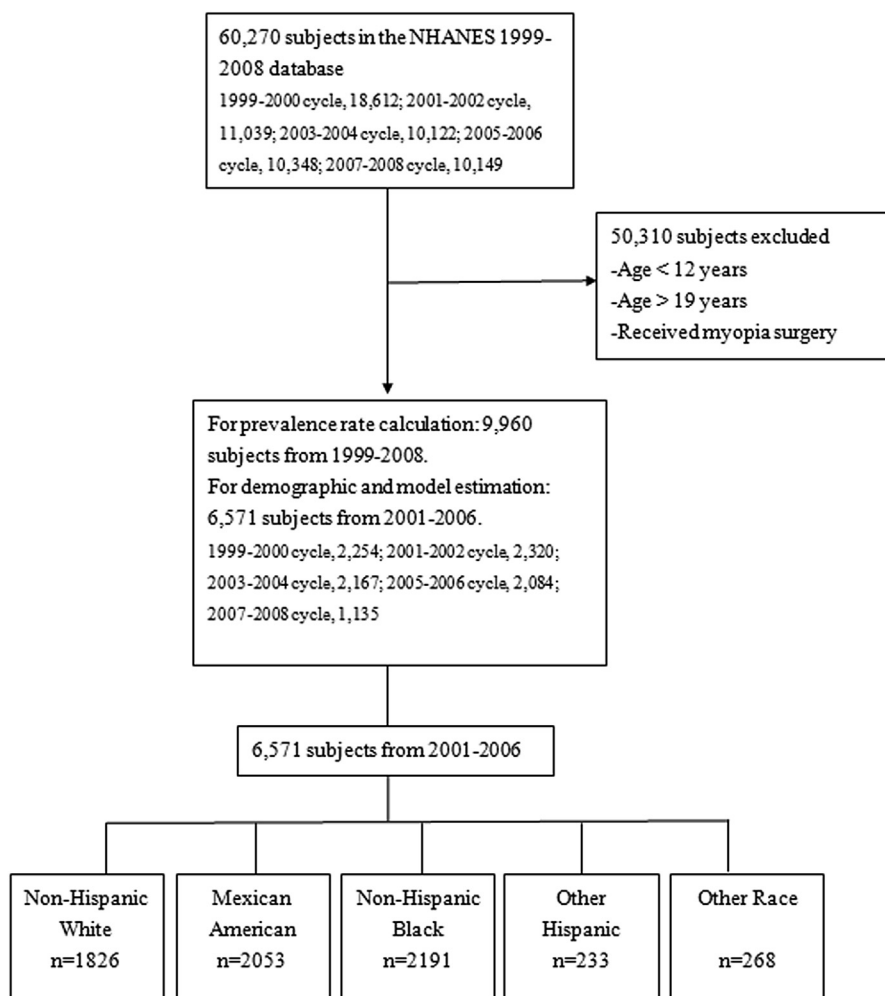 60,270 subjects in the NHANES 1999-
2008 database
1999-2000 cycle, 18,612; 2001-2002 cycle,
11,039; 2003-2004 cycle, 10,122; 2005-2006
cycle, 10,348; 2007-2008 cycle, 10,149
50,310 subjects excluded
-Age < 12 years
-Age > 19 years
-Received myopia surgery
For prevalence rate calculation: 9,960
subjects from 1999-2008.
For demographic and model estimation:
6,571 subjects from 2001-2006.
1999-2000 cycle, 2,254; 2001-2002 cycle, 2,320;
2003-2004 cycle, 2,167; 2005-2006 cycle, 2,084;
2007-2008 cycle, 1,135
6,571 subjects from 2001-2006
Non-Hispanic
White
n=1826
Mexican
American
n=2053
Non-Hispanic
Black
n=2191
Other
Hispanic
n=233
Other Race
n=268